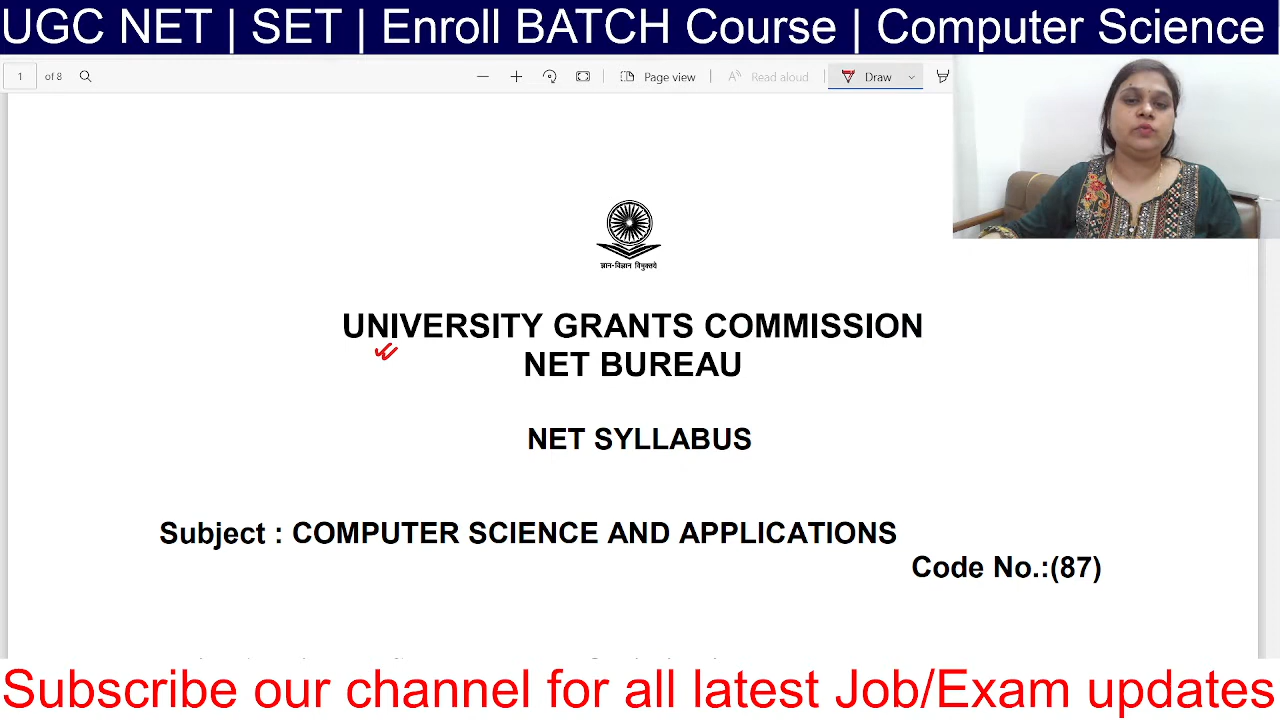 UGC NET | SET | Enroll BATCH Course | Computer Science
1 of 8 Page view Read aloud Draw
ज्ञान-विज्ञान विमुक्तये
UNIVERSITY GRANTS COMMISSION
NET BUREAU
NET SYLLABUS
Subject : COMPUTER SCIENCE AND APPLICATIONS
Code No.:(87)
Subscribe our channel for all latest Job/Exam updates